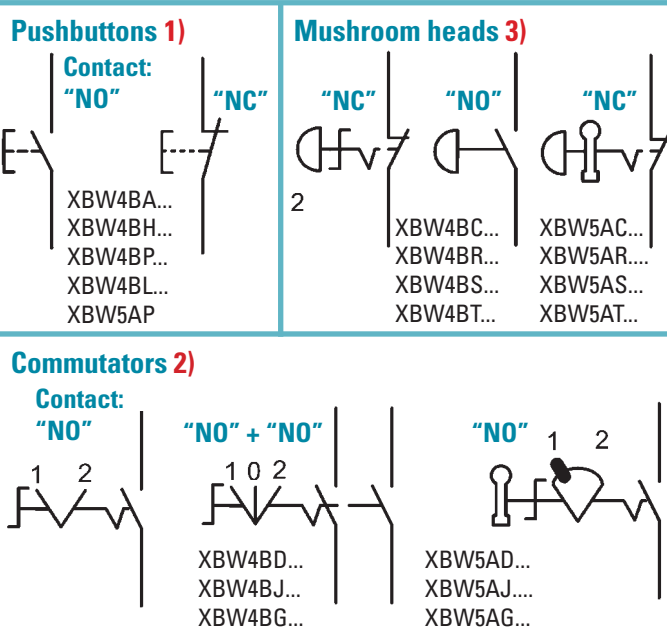 Pushbuttons 1)
Contact:
“NO”
“NC”
XBW4BA...
XBW4BH...
XBW4BP...
XBW4BL...
XBW5AP
Mushroom heads 3)
“NC” “NO” “NC”
2
XBW4BC...
XBW4BR...
XBW4BS...
XBW4BT...
XBW5AC...
XBW5AR....
XBW5AS...
XBW5AT...
Commutators 2)
Contact:
“NO”
1 2
“NO” + “NO”
1 0 2
XBW4BD...
XBW4BJ...
XBW4BG...
“NO”
1 2
XBW5AD...
XBW5AJ....
XBW5AG...